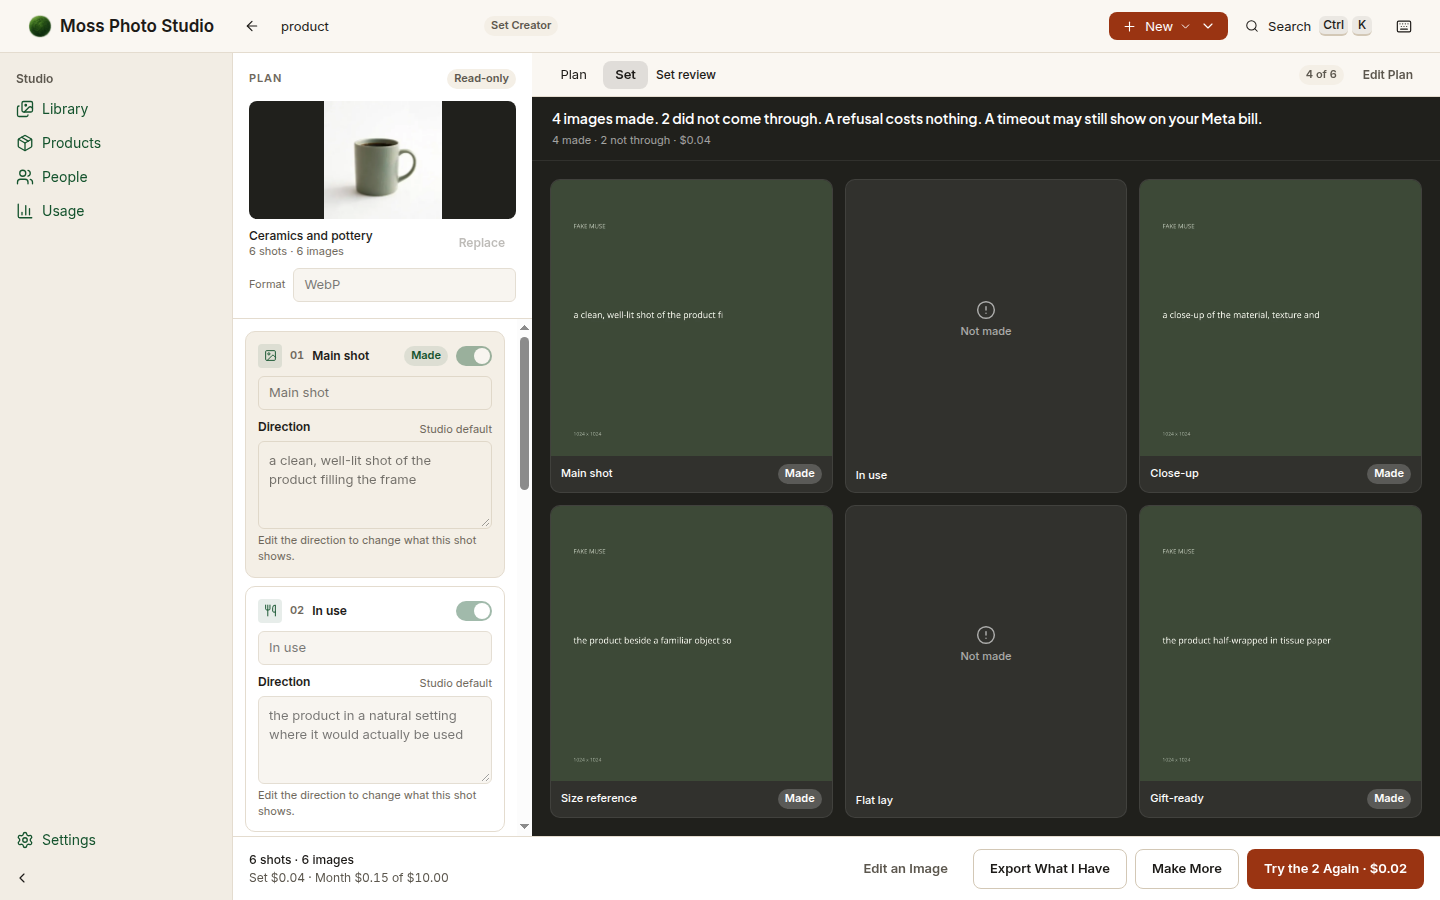 Moss Photo Studio
product
Set Creator
New
Search Ctrl K
Studio
Library
Products
People
Usage
Settings
PLAN
Read-only
Ceramics and pottery
6 shots · 6 images
Replace
Format
WebP
01 Main shot Made
Main shot
Direction Studio default
a clean, well-lit shot of the
product filling the frame
Edit the direction to change what this shot
shows.
02 In use
In use
Direction Studio default
the product in a natural setting
where it would actually be used
Edit the direction to change what this shot
shows.
Plan Set Set review
4 of 6
Edit Plan
4 images made. 2 did not come through. A refusal costs nothing. A timeout may still show on your Meta bill.
4 made · 2 not through · $0.04
FAKE MUSE
a clean, well-lit shot of the product fi
1024 x 1024
Main shot Made
Not made
In use
FAKE MUSE
a close-up of the material, texture and
1024 x 1024
Close-up Made
FAKE MUSE
the product beside a familiar object so
1024 x 1024
Size reference Made
Not made
Flat lay
FAKE MUSE
the product half-wrapped in tissue paper
1024 x 1024
Gift-ready Made
6 shots · 6 images
Set $0.04 · Month $0.15 of $10.00
Edit an Image
Export What I Have
Make More
Try the 2 Again · $0.02